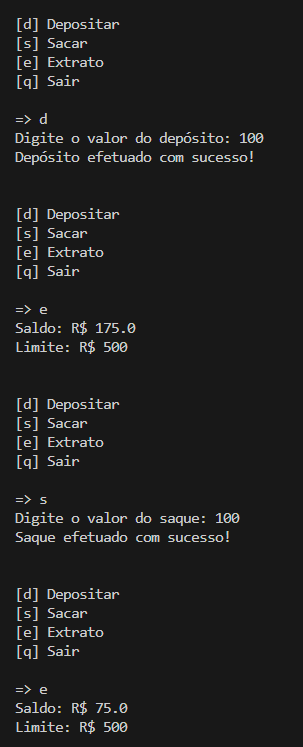 [d] Depositar
[s] Sacar
[e] Extrato
[q] Sair
=> d
Digite o valor do depósito: 100
Depósito efetuado com sucesso!
[d] Depositar
[s] Sacar
[e] Extrato
[q] Sair
=> e
Saldo: R$ 175.0
Limite: R$ 500
[d] Depositar
[s] Sacar
[e] Extrato
[q] Sair
=> s
Digite o valor do saque: 100
Saque efetuado com sucesso!
[d] Depositar
[s] Sacar
[e] Extrato
[q] Sair
=> e
Saldo: R$ 75.0
Limite: R$ 500